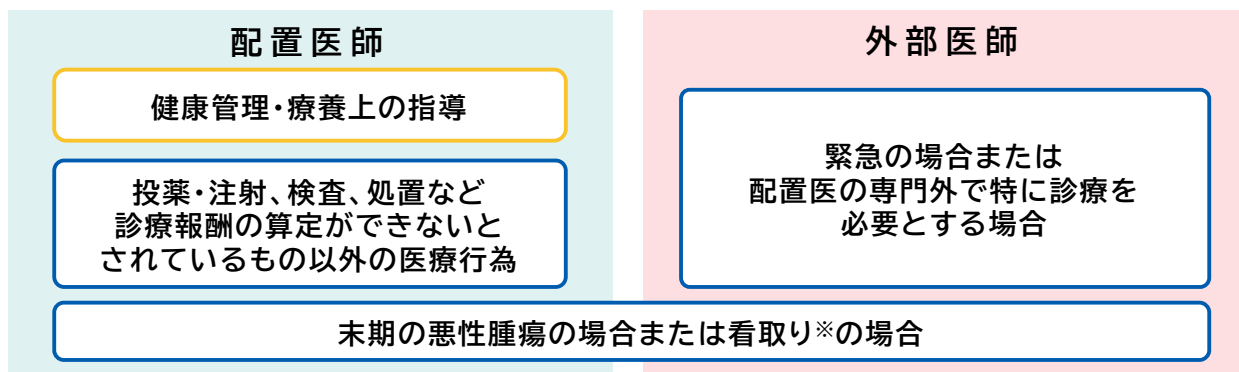 配置医師
健康管理・療養上の指導
投薬・注射、検査、処置など
診療報酬の算定ができないと
されているもの以外の医療行為
外部医師
緊急の場合または
配置医の専門外で特に診療を
必要とする場合
末期の悪性腫瘍の場合または看取り※の場合